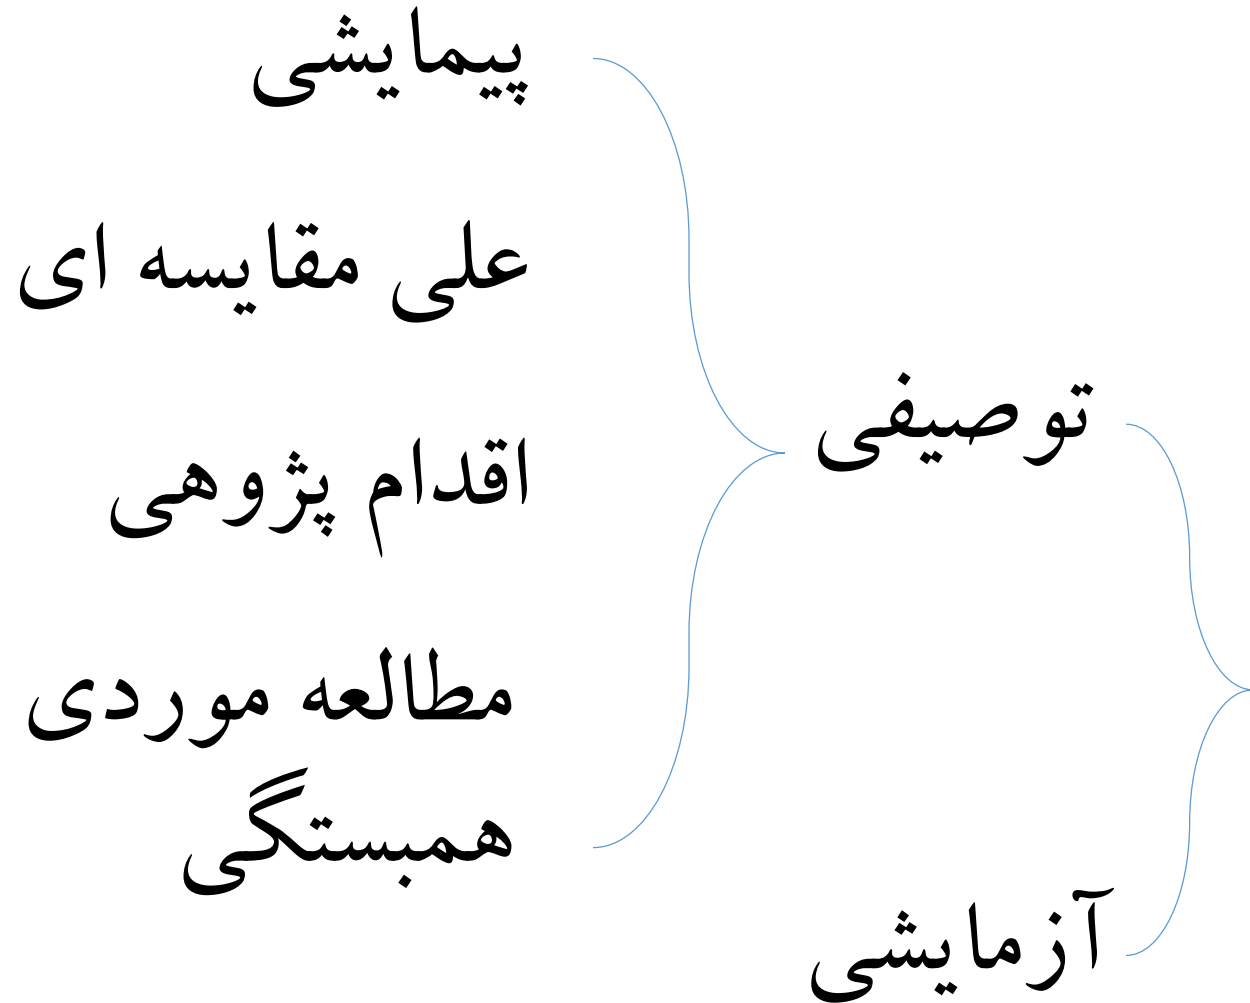 توصیفی
پیمایشی
علی مقایسه ای
اقدام پژوهی
مطالعه موردی
همبستگی
آزمایشی